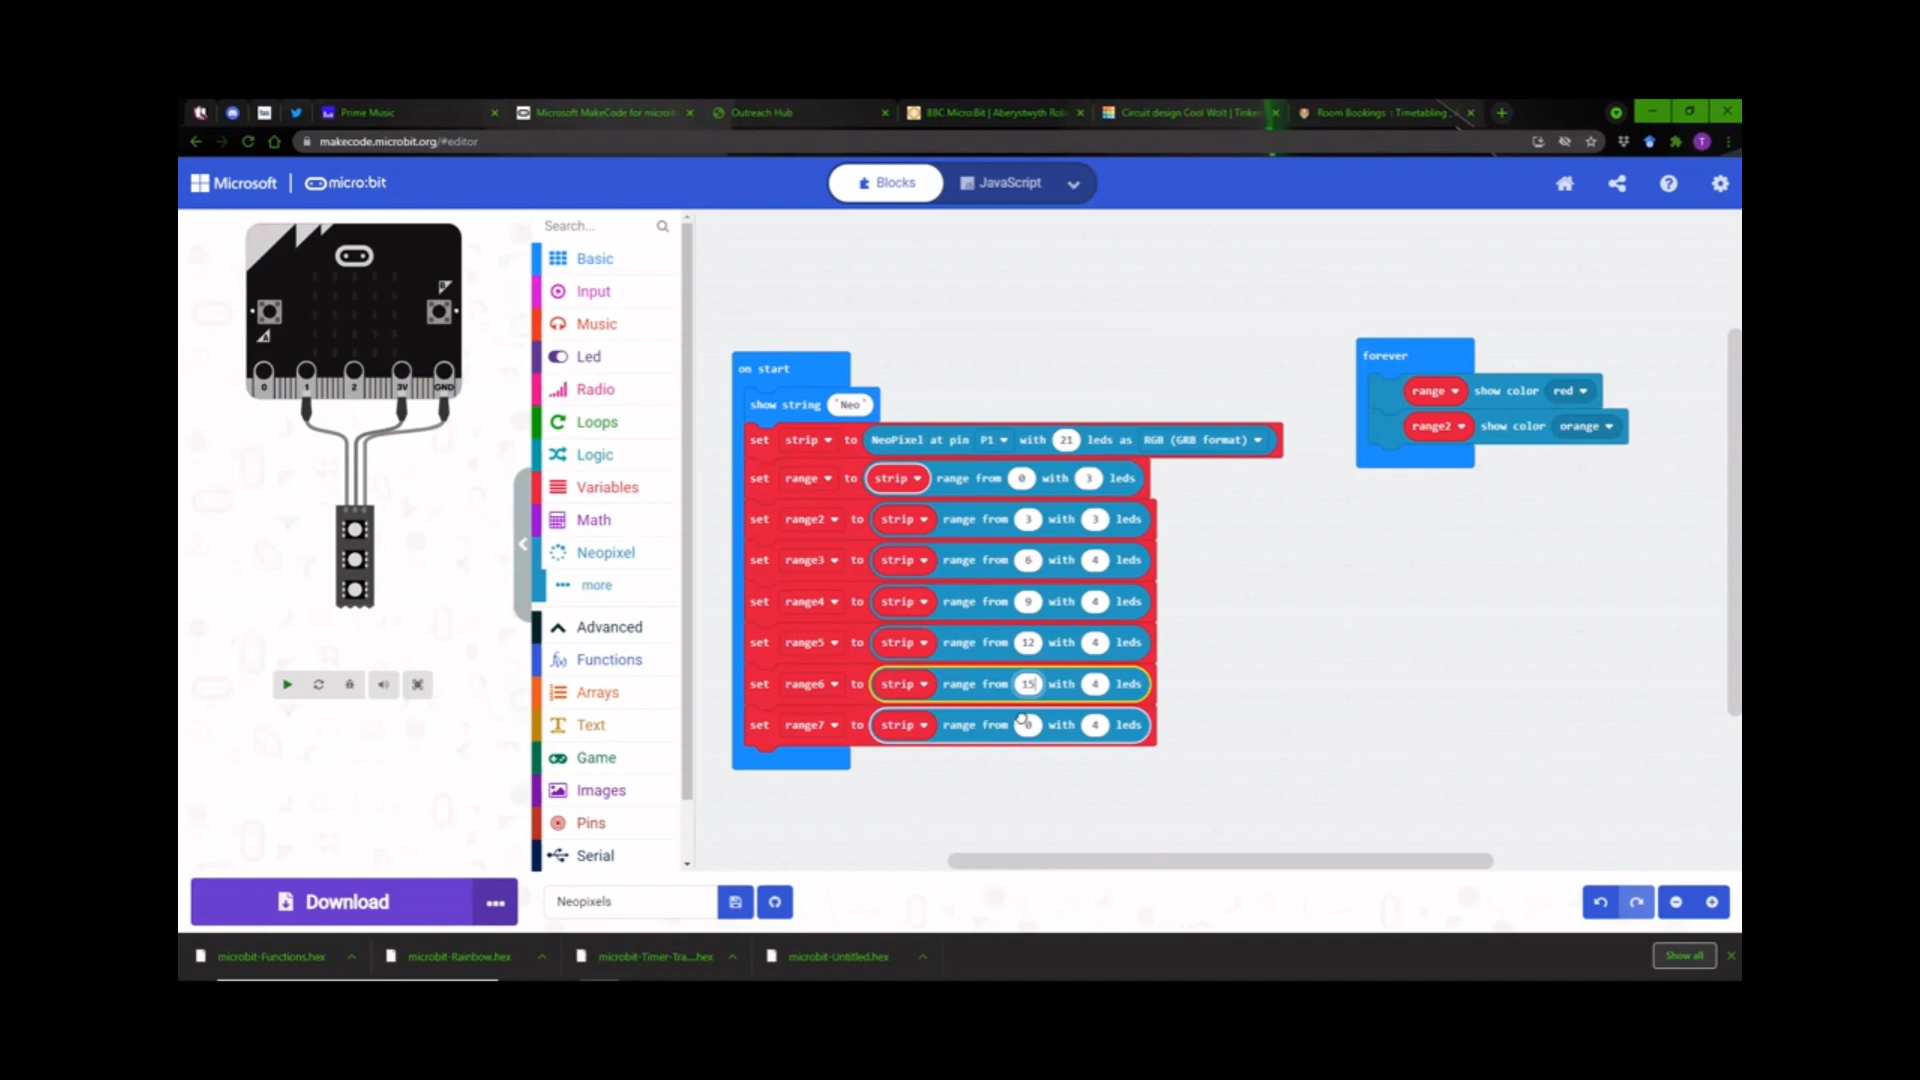 Prime Music
Microsoft MakeCode for micro:bit
Outreach Hub
BBC MicroBit | Aberystwyth Rob
Circuit design Cool Wolt | Tinker
Room Bookings : Timetabling ,
makecode.microbit.org/#editor
T
Microsoft | micro:bit
Blocks
JavaScript
A
B
0 1 2 3V GND
Search...
Basic
Input
Music
Led
Radio
Loops
Logic
Variables
Math
Neopixel
more
Advanced
Functions
Arrays
Text
Game
Images
Pins
Serial
on start
show string "Neo"
set strip to NeoPixel at pin P1 with 21 leds as RGB (GRB format)
set range to strip range from 0 with 3 leds
set range2 to strip range from 3 with 3 leds
set range3 to strip range from 6 with 4 leds
set range4 to strip range from 9 with 4 leds
set range5 to strip range from 12 with 4 leds
set range6 to strip range from 15 with 4 leds
set range7 to strip range from 0 with 4 leds
forever
range show color red
range2 show color orange
Download
Neopixels
microbit-Functions.hex
microbit-Rainbow.hex
microbit-Timer-Tra....hex
microbit-Untitled.hex
Show all